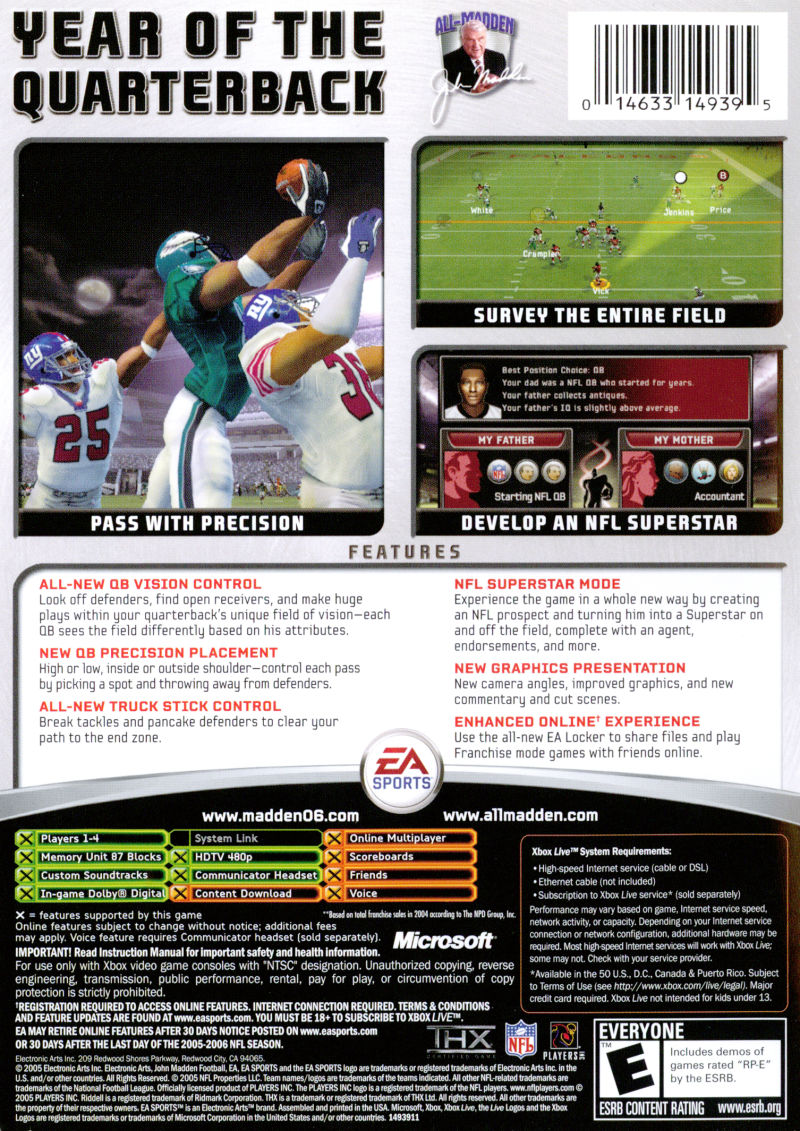 YEAR OF THE
QUARTERBACK
ALL-MADDEN
John Madden
0 14633 14939 5
NY
25
NY
PASS WITH PRECISION
White
B
Jenkins
Price
Crumpler
Vick
SURVEY THE ENTIRE FIELD
Best Position Choice: QB
Your dad was a NFL QB who started for years.
Your father collects antiques.
Your father's IQ is slightly above average.
MY FATHER
MY MOTHER
Starting NFL QB
Accountant
DEVELOP AN NFL SUPERSTAR
FEATURES
ALL-NEW QB VISION CONTROL
Look off defenders, find open receivers, and make huge
plays within your quarterback's unique field of vision—each
QB sees the field differently based on his attributes.
NEW QB PRECISION PLACEMENT
High or low, inside or outside shoulder—control each pass
by picking a spot and throwing away from defenders.
ALL-NEW TRUCK STICK CONTROL
Break tackles and pancake defenders to clear your
path to the end zone.
NFL SUPERSTAR MODE
Experience the game in a whole new way by creating
an NFL prospect and turning him into a Superstar on
and off the field, complete with an agent,
endorsements, and more.
NEW GRAPHICS PRESENTATION
New camera angles, improved graphics, and new
commentary and cut scenes.
ENHANCED ONLINE† EXPERIENCE
Use the all-new EA Locker to share files and play
Franchise mode games with friends online.
EA
SPORTS
www.madden06.com
www.allmadden.com
Players 1-4
System Link
Online Multiplayer
Memory Unit 87 Blocks
HDTV 480p
Scoreboards
Custom Soundtracks
Communicator Headset
Friends
In-game Dolby® Digital
Content Download
Voice
X = features supported by this game
**Based on total franchise sales in 2004 according to The NPD Group, Inc.
Online features subject to change without notice; additional fees
may apply. Voice feature requires Communicator headset (sold separately).
Microsoft®
IMPORTANT! Read Instruction Manual for important safety and health information.
For use only with Xbox video game consoles with "NTSC" designation. Unauthorized copying, reverse
engineering, transmission, public performance, rental, pay for play, or circumvention of copy
protection is strictly prohibited.
†REGISTRATION REQUIRED TO ACCESS ONLINE FEATURES. INTERNET CONNECTION REQUIRED. TERMS & CONDITIONS
AND FEATURE UPDATES ARE FOUND AT www.easports.com. YOU MUST BE 18+ TO SUBSCRIBE TO XBOX LIVE™.
EA MAY RETIRE ONLINE FEATURES AFTER 30 DAYS NOTICE POSTED ON www.easports.com
OR 30 DAYS AFTER THE LAST DAY OF THE 2005-2006 NFL SEASON.
Electronic Arts Inc. 209 Redwood Shores Parkway, Redwood City, CA 94065.
© 2005 Electronic Arts Inc. Electronic Arts, John Madden Football, EA, EA SPORTS and the EA SPORTS logo are trademarks or registered trademarks of Electronic Arts Inc. in the
U.S. and/or other countries. All Rights Reserved. © 2005 NFL Properties LLC. Team names/logos are trademarks of the teams indicated. All other NFL-related trademarks are
trademarks of the National Football League. Officially licensed product of PLAYERS INC. The PLAYERS INC logo is a registered trademark of the NFL players. www.nflplayers.com ©
2005 PLAYERS INC. Riddell is a registered trademark of Ridmark Corporation. THX is a trademark or registered trademark of THX Ltd. All rights reserved. All other trademarks are
the property of their respective owners. EA SPORTS™ is an Electronic Arts™ brand. Assembled and printed in the USA. Microsoft, Xbox, Xbox Live, the Live Logos and the Xbox
Logos are registered trademarks or trademarks of Microsoft Corporation in the United States and/or other countries. 1493911
THX
CERTIFIED GAME
NFL
PLAYERS INC
Xbox Live™ System Requirements:
• High-speed Internet service (cable or DSL)
• Ethernet cable (not included)
• Subscription to Xbox Live service* (sold separately)
Performance may vary based on game, Internet service speed,
network activity, or capacity. Depending on your Internet service
connection or network configuration, additional hardware may be
required. Most high-speed Internet services will work with Xbox Live;
some may not. Check with your service provider.
*Available in the 50 U.S., D.C., Canada & Puerto Rico. Subject
to Terms of Use (see http://www.xbox.com/live/legal). Major
credit card required. Xbox Live not intended for kids under 13.
EVERYONE
E
Includes demos of
games rated "RP-E"
by the ESRB.
ESRB CONTENT RATING www.esrb.org